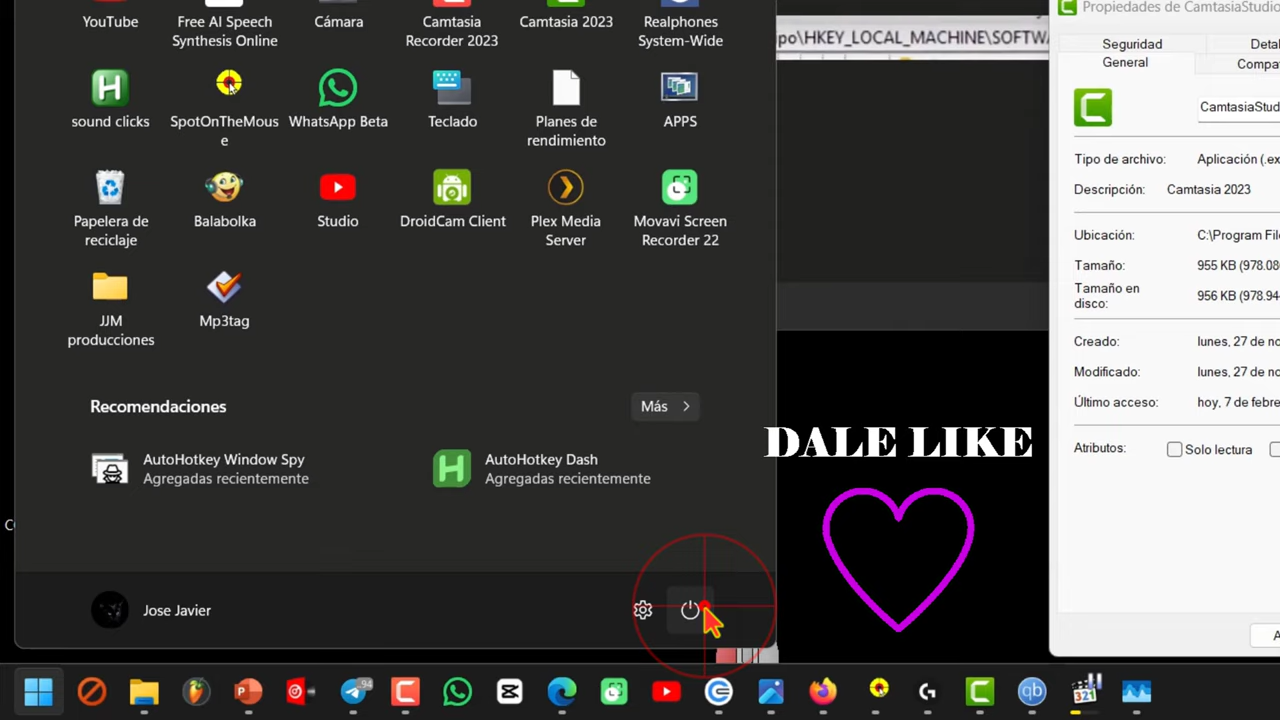 YouTube
Free AI Speech
Synthesis Online
Cámara
Camtasia
Recorder 2023
Camtasia 2023
Realphones
System-Wide
sound clicks
SpotOnTheMous
e
WhatsApp Beta
Teclado
Planes de
rendimiento
APPS
Papelera de
reciclaje
Balabolka
Studio
DroidCam Client
Plex Media
Server
Movavi Screen
Recorder 22
JJM
producciones
Mp3tag
Recomendaciones
Más
AutoHotkey Window Spy
Agregadas recientemente
AutoHotkey Dash
Agregadas recientemente
Jose Javier
po\HKEY_LOCAL_MACHINE\SOFTWA
DALE LIKE
Propiedades de CamtasiaStudio
Seguridad
Detal
General
Compa
CamtasiaStud
Tipo de archivo:
Aplicación (.ex
Descripción:
Camtasia 2023
Ubicación:
C:\Program File
Tamaño:
955 KB (978.08
Tamaño en
disco:
956 KB (978.94
Creado:
lunes, 27 de no
Modificado:
lunes, 27 de no
Último acceso:
hoy, 7 de febre
Atributos:
Solo lectura
A
94
321